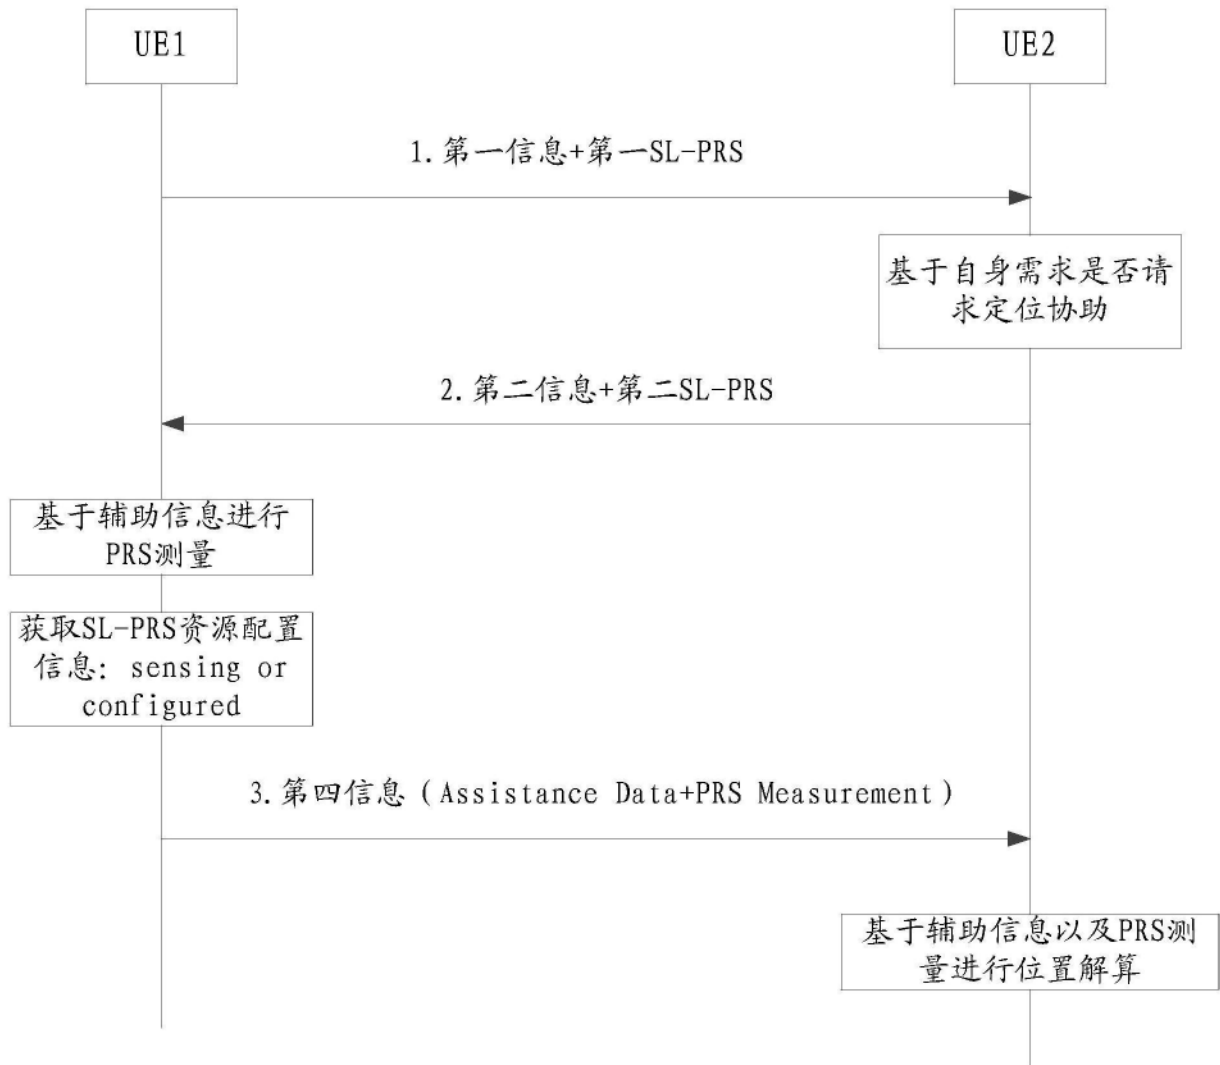 UE1
UE2
1.第一信息+第一SL-PRS
基于自身需求是否请
求定位协助
2.第二信息+第二SL-PRS
基于辅助信息进行
PRS测量
获取SL-PRS资源配置
信息: sensing or
configured
3.第四信息(Assistance Data+PRS Measurement)
基于辅助信息以及PRS测
量进行位置解算